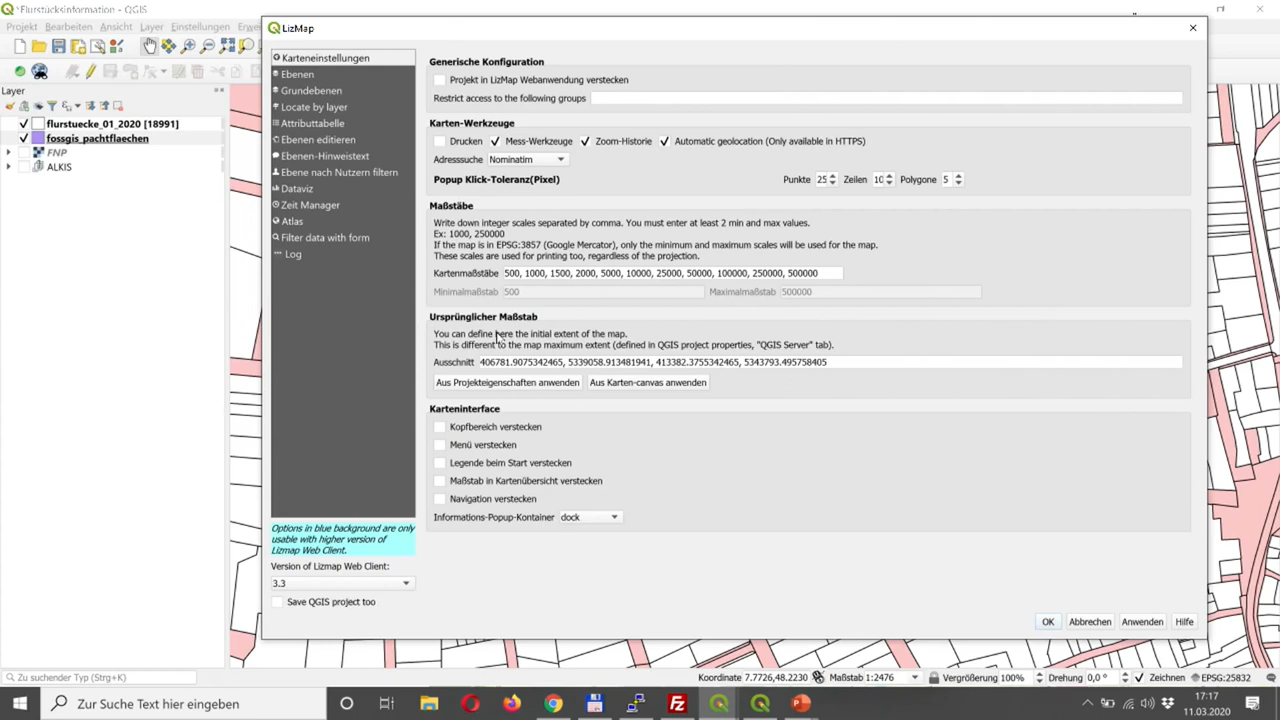 *Flurstücksinformation - QGIS
Projekt Bearbeiten Ansicht Layer Einstellungen Erwei
LizMap
Layer
flurstuecke_01_2020 [18991]
fossgis_pachtflaechen
FNP
ALKIS
Karteneinstellungen
Ebenen
Grundebenen
Locate by layer
Attributtabelle
Ebenen editieren
Ebenen-Hinweistext
Ebene nach Nutzern filtern
Dataviz
Zeit Manager
Atlas
Filter data with form
Log
Options in blue background are only
usable with higher version of
Lizmap Web Client.
Version of Lizmap Web Client:
3.3
Save QGIS project too
Generische Konfiguration
Projekt in LizMap Webanwendung verstecken
Restrict access to the following groups
Karten-Werkzeuge
Drucken Mess-Werkzeuge Zoom-Historie Automatic geolocation (Only available in HTTPS)
Adresssuche Nominatim
Popup Klick-Toleranz(Pixel) Punkte 25 Zeilen 10 Polygone 5
Maßstäbe
Write down integer scales separated by comma. You must enter at least 2 min and max values.
Ex: 1000, 250000
If the map is in EPSG:3857 (Google Mercator), only the minimum and maximum scales will be used for the map.
These scales are used for printing too, regardless of the projection.
Kartenmaßstäbe 500, 1000, 1500, 2000, 5000, 10000, 25000, 50000, 100000, 250000, 500000
Minimalmaßstab 500 Maximalmaßstab 500000
Ursprünglicher Maßstab
You can define here the initial extent of the map.
This is different to the map maximum extent (defined in QGIS project properties, "QGIS Server" tab).
Ausschnitt 406781.9075342465, 5339058.913481941, 413382.3755342465, 5343793.495758405
Aus Projekteigenschaften anwenden Aus Karten-canvas anwenden
Karteninterface
Kopfbereich verstecken
Menü verstecken
Legende beim Start verstecken
Maßstab in Kartenübersicht verstecken
Navigation verstecken
Informations-Popup-Kontainer dock
OK Abbrechen Anwenden Hilfe
Zu suchender Typ (Strg+K)
Koordinate 7.7726,48.2230 Maßstab 1:2476 Vergrößerung 100% Drehung 0,0 ° Zeichnen EPSG:25832
Zur Suche Text hier eingeben
17:17
11.03.2020